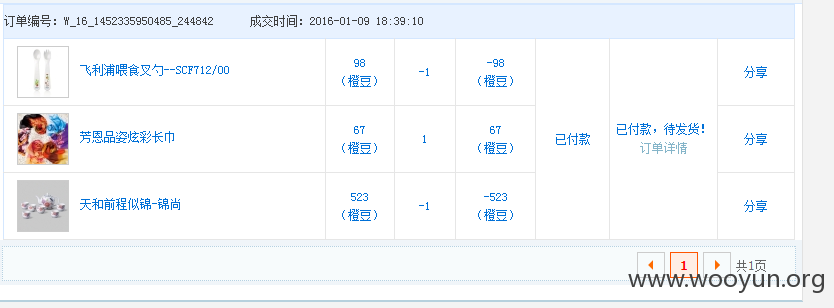 订单编号: W_16_1452335950485_244842 成交时间: 2016-01-09 18:39:10
飞利浦喂食叉勺--SCF712/00 98 -1 -98 分享
(橙豆) (橙豆)
芳恩品姿炫彩长巾 67 1 67 已付款 已付款，待发货! 分享
(橙豆) (橙豆) 订单详情
天和前程似锦-锦尚 523 -1 -523 分享
(橙豆) (橙豆)
1 共1页
www.wooyun.org